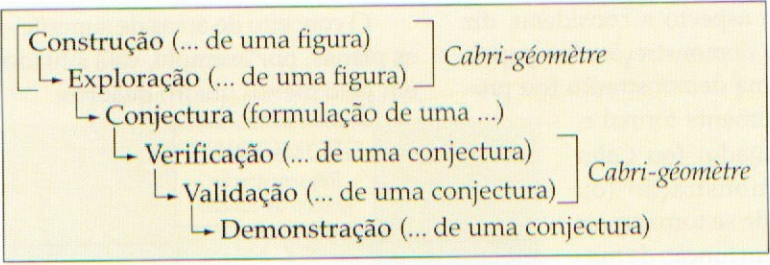 Construção (... de uma figura)
Cabri-géomètre
Exploração (... de uma figura)
Conjectura (formulação de uma ...)
Verificação (... de uma conjectura)
Cabri-géomètre
Validação (... de uma conjectura)
Demonstração (... de uma conjectura)